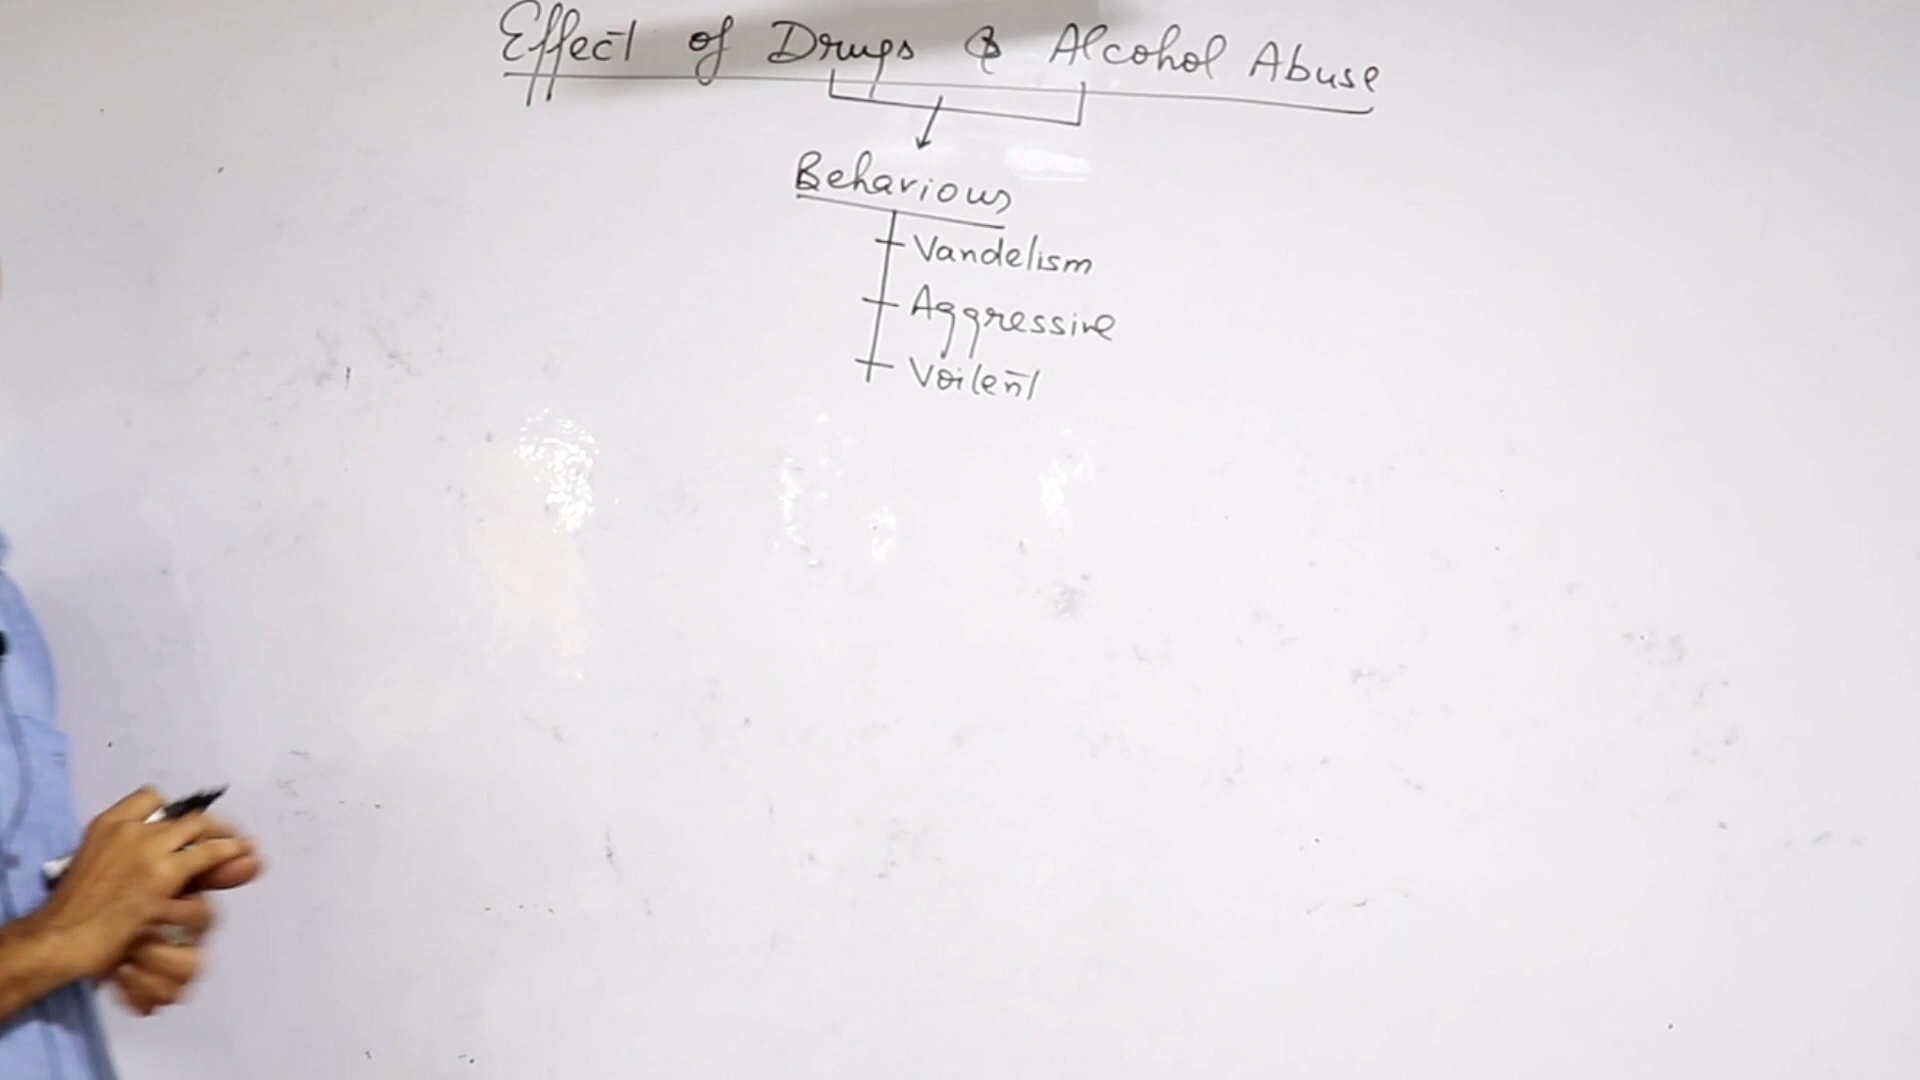 Effect of Drugs & Alcohol Abuse
Behaviour
Vandelism
Aggressive
Voilent